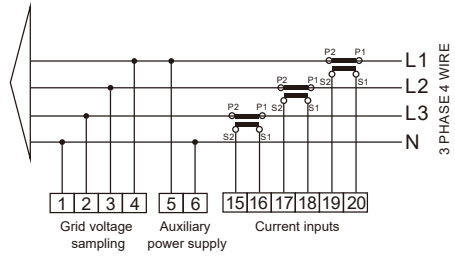 P2 P1
L1
S2 S1
P2 P1
L2
S2 S1
P2 P1
L3
S2 S1
N
3 PHASE 4 WIRE
1 2 3 4 5 6 15 16 17 18 19 20
Grid voltage sampling
Auxiliary power supply
Current inputs